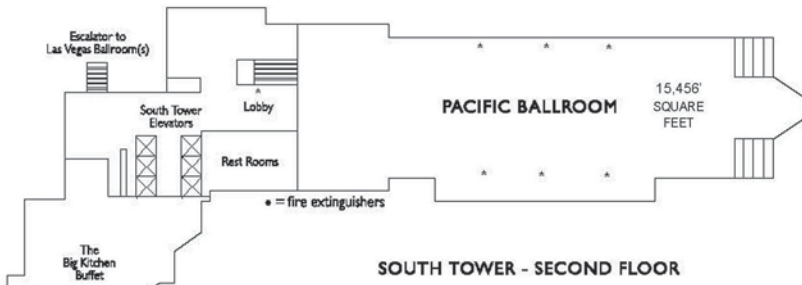 Escalator to
Las Vegas Ballroom(s)
South Tower
Elevators
Lobby
Rest Rooms
PACIFIC BALLROOM
15,456'
SQUARE
FEET
* = fire extinguishers
The
Big Kitchen
Buffet
SOUTH TOWER - SECOND FLOOR